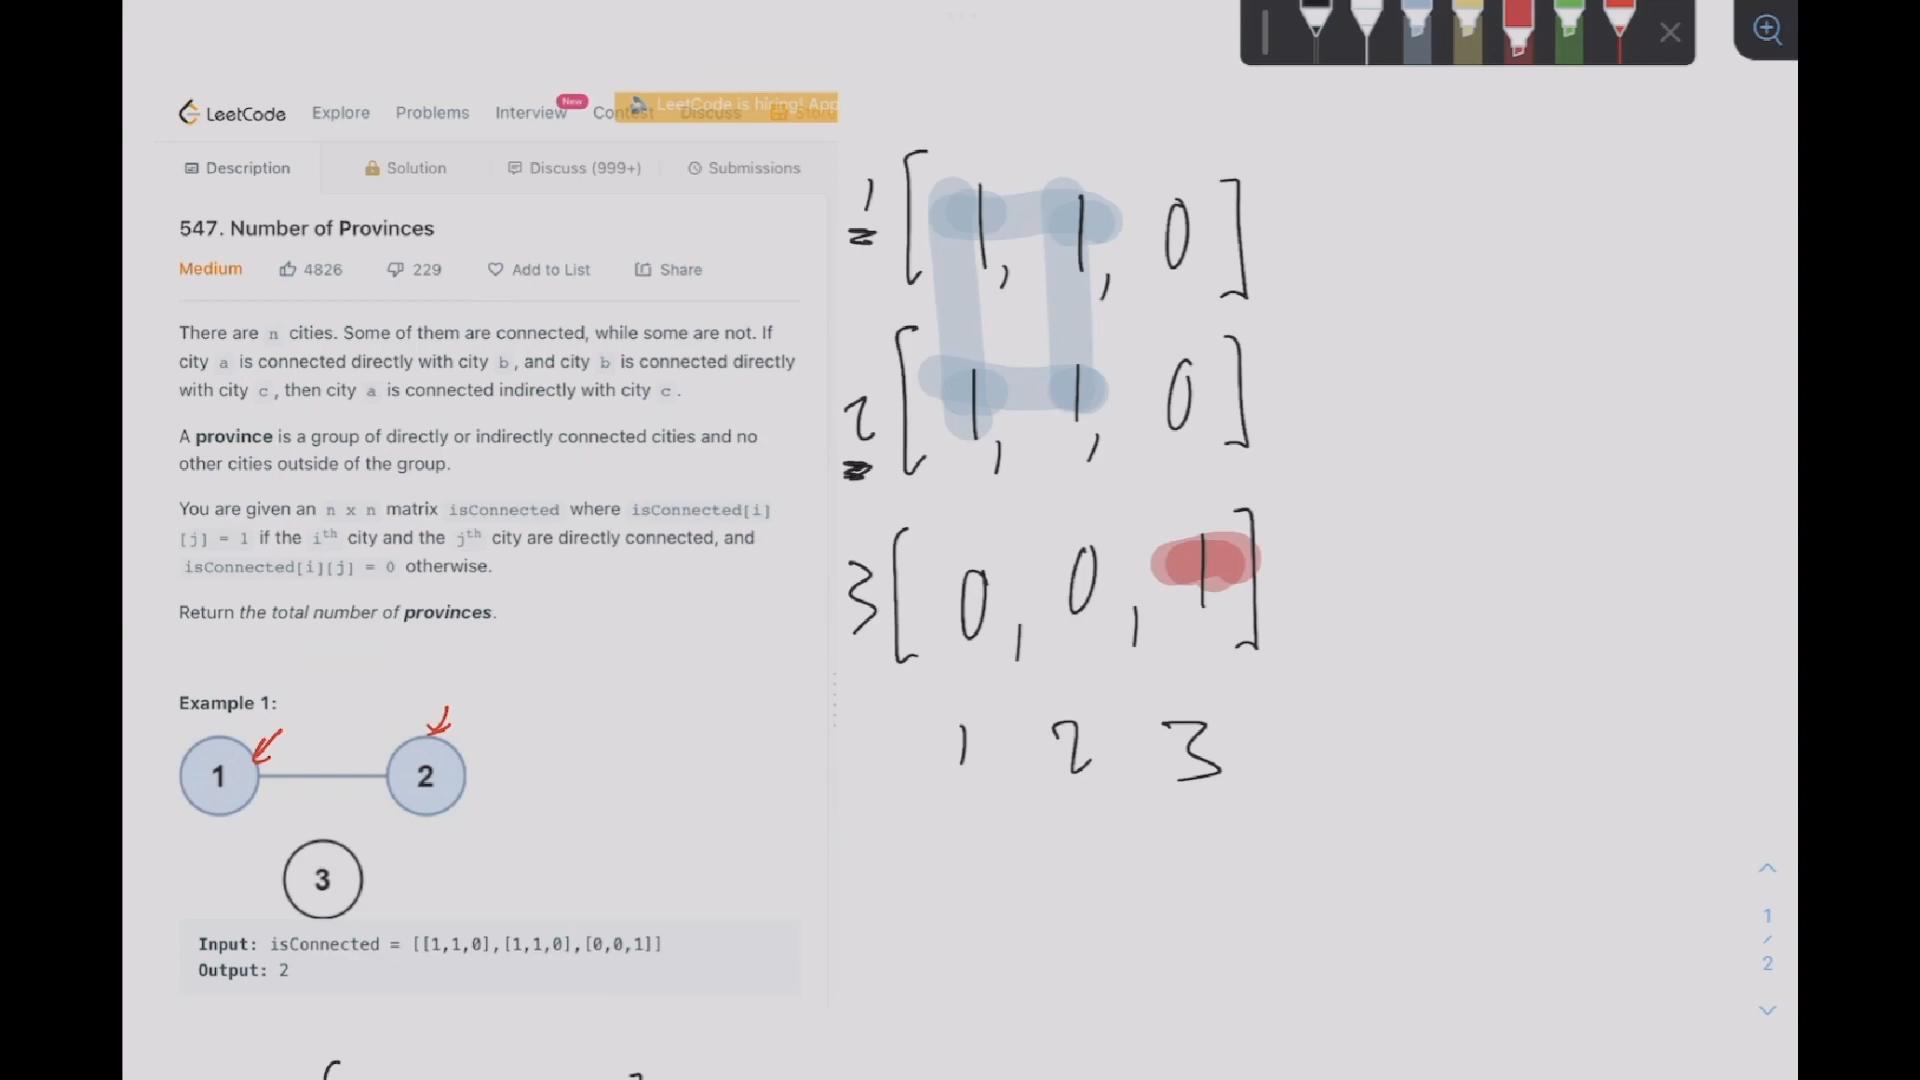 LeetCode Explore Problems Interview New Contest Discuss Store
LeetCode is hiring! App
Description Solution Discuss (999+) Submissions
547. Number of Provinces
Medium 4826 229 Add to List Share
There are n cities. Some of them are connected, while some are not. If
city a is connected directly with city b, and city b is connected directly
with city c, then city a is connected indirectly with city c.
A province is a group of directly or indirectly connected cities and no
other cities outside of the group.
You are given an n x n matrix isConnected where isConnected[i]
[j] = 1 if the ith city and the jth city are directly connected, and
isConnected[i][j] = 0 otherwise.
Return the total number of provinces.
Example 1:
1 2
3
Input: isConnected = [[1,1,0],[1,1,0],[0,0,1]]
Output: 2
1 [1, 1, 0]
2 [1, 1, 0]
3 [0, 0, 1]
1 2 3
1
/
2